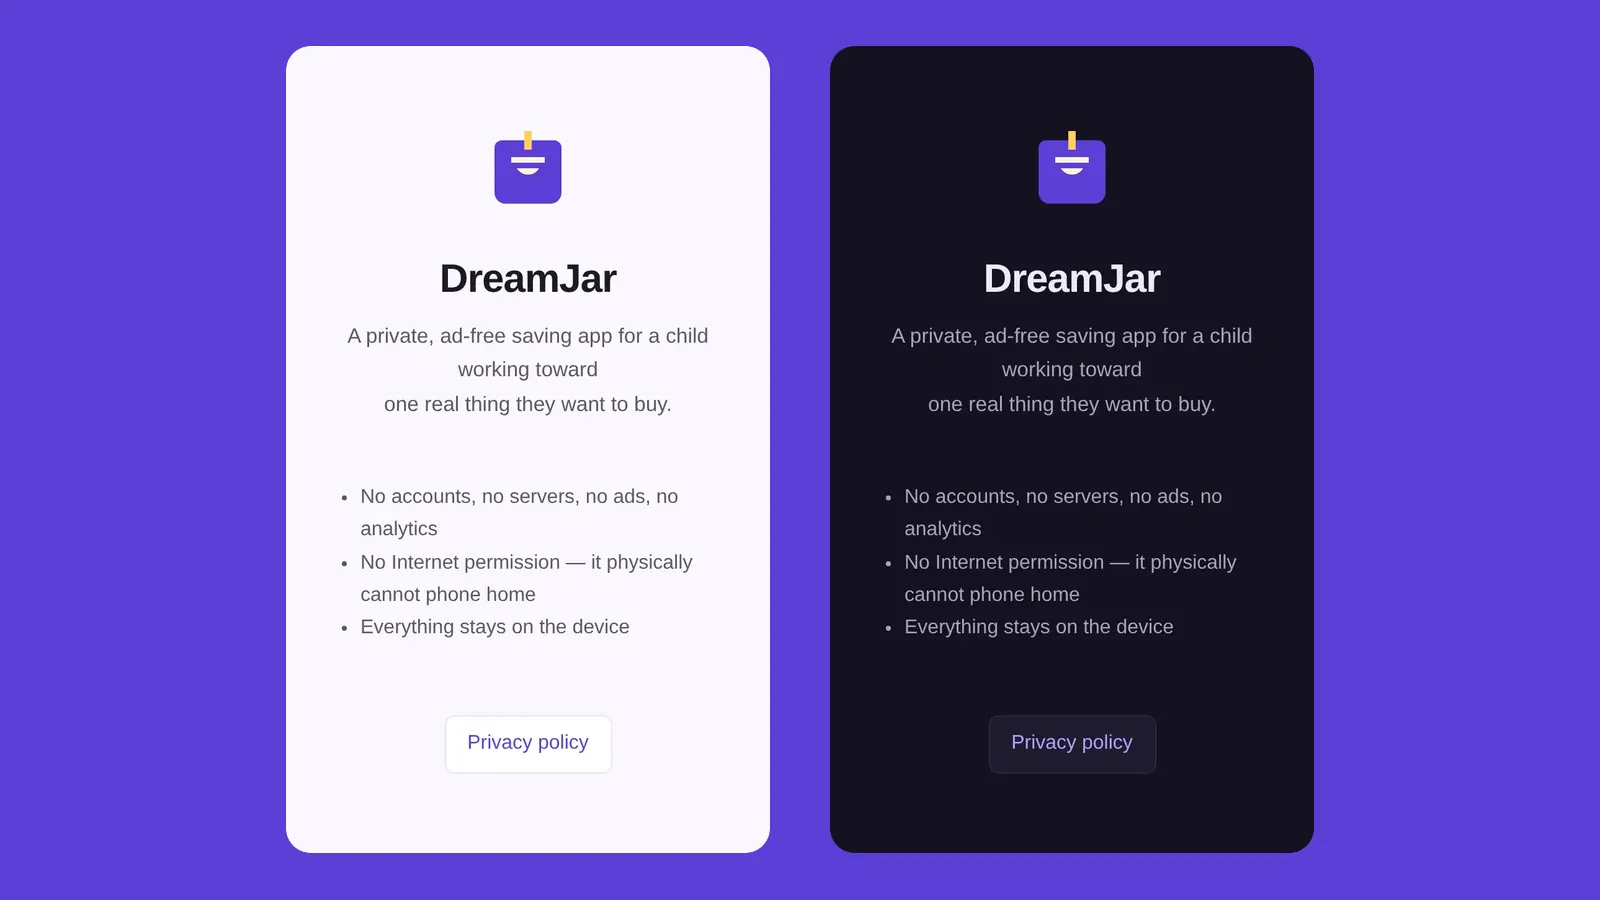 DreamJar
A private, ad-free saving app for a child
working toward
one real thing they want to buy.
• No accounts, no servers, no ads, no
analytics
• No Internet permission — it physically
cannot phone home
• Everything stays on the device
Privacy policy
DreamJar
A private, ad-free saving app for a child
working toward
one real thing they want to buy.
• No accounts, no servers, no ads, no
analytics
• No Internet permission — it physically
cannot phone home
• Everything stays on the device
Privacy policy